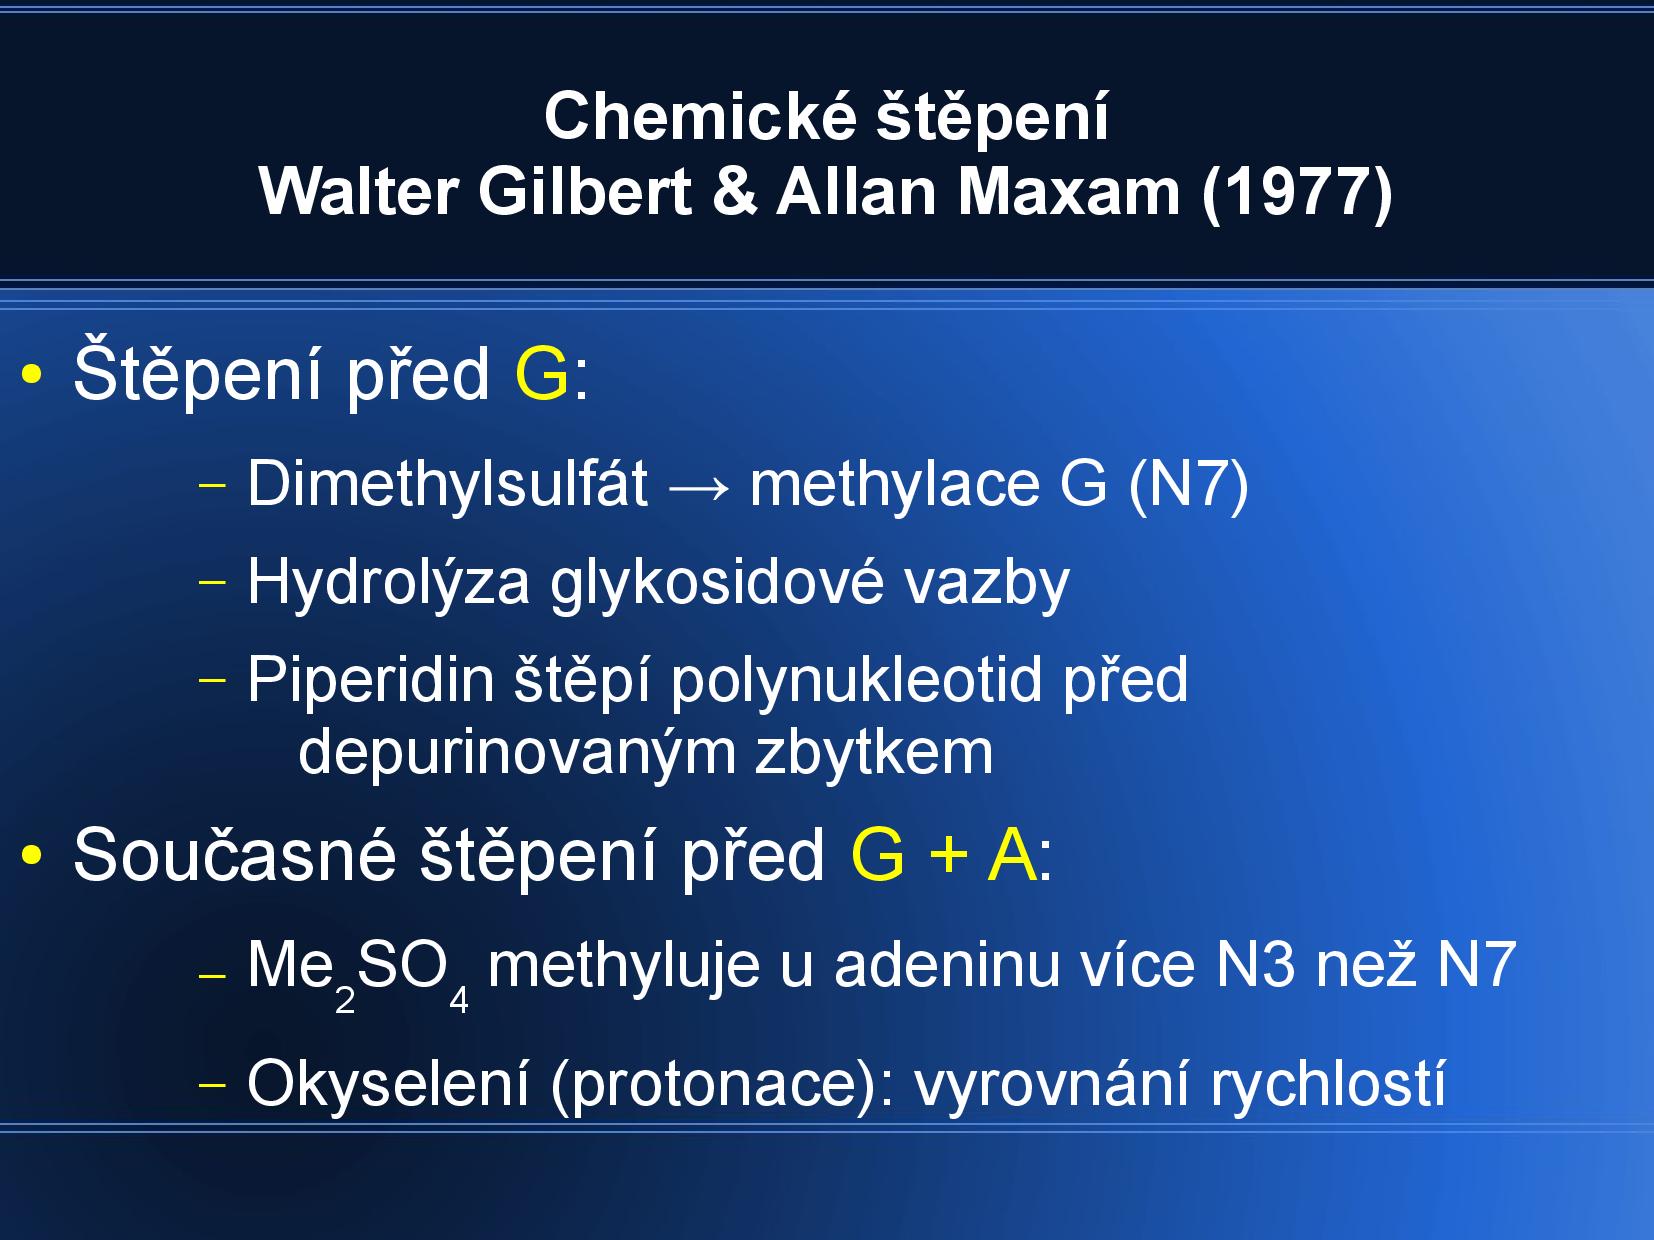 Chemické štěpení
Walter Gilbert & Allan Maxam (1977)
• Štěpení před G:
– Dimethylsulfát → methylace G (N7)
– Hydrolýza glykosidové vazby
– Piperidin štěpí polynukleotid před
depurinovaným zbytkem
• Současné štěpení před G + A:
– Me₂SO₄ methyluje u adeninu více N3 než N7
– Okyselení (protonace): vyrovnání rychlostí